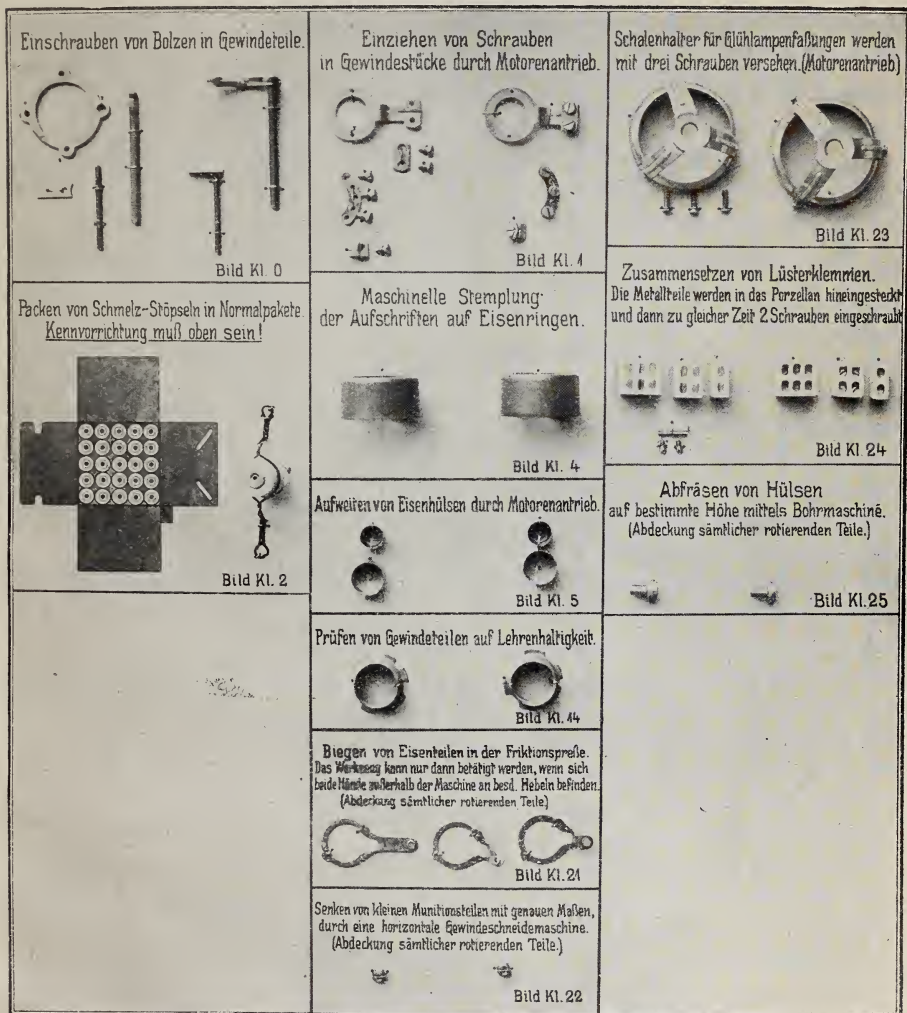 Einschrauben von Bolzen in Gewindeteile.
Bild Kl. 0
Packen von Schmelz-Stöpseln in Normalpakete.
Kennvorrichtung muß oben sein!
Bild Kl. 2
Einziehen von Schrauben
in Gewindestücke durch Motorenantrieb.
Bild Kl. 1
Maschinelle Stemplung
der Aufschriften auf Eisenringen.
Bild Kl. 4
Aufweiten von Eisenhülsen durch Motorenantrieb.
Bild Kl. 5
Prüfen von Gewindeteilen auf Lehrenhaltigkeit.
Bild Kl. 14
Biegen von Eisenteilen in der Friktionspreße.
Das Werkzeug kann nur dann betätigt werden, wenn sich
beide Hände außerhalb der Maschine an besd. Hebeln befinden.
(Abdeckung sämtlicher rotierenden Teile)
Bild Kl. 21
Senken von kleinen Munitionsteilen mit genauen Maßen,
durch eine horizontale Gewindeschneidemaschine.
(Abdeckung sämtlicher rotierenden Teile.)
Bild Kl. 22
Schalenhalter für Glühlampenfaßungen werden
mit drei Schrauben versehen. (Motorenantrieb)
Bild Kl. 23
Zusammensetzen von Lüsterklemmen.
Die Metallteile werden in das Porzellan hineingesteckt
und dann zu gleicher Zeit 2 Schrauben eingeschraubt
Bild Kl. 24
Abfräsen von Hülsen
auf bestimmte Höhe mittels Bohrmaschine.
(Abdeckung sämtlicher rotierenden Teile.)
Bild Kl. 25